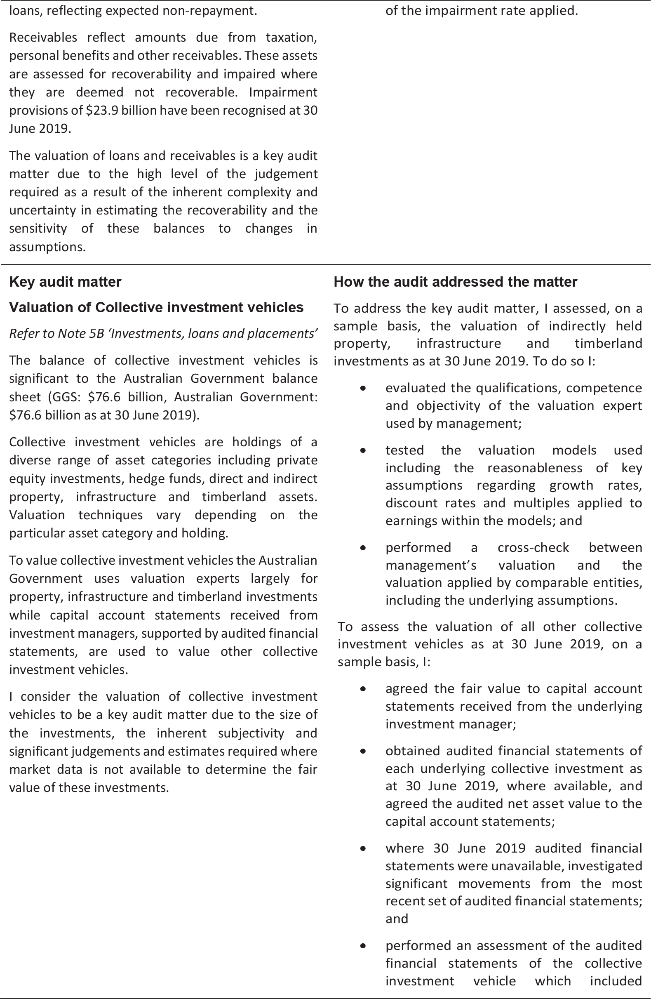 loans, reflecting expected non-repayment.
Receivables reflect amounts due from taxation,
personal benefits and other receivables. These assets
are assessed for recoverability and impaired where
they are deemed not recoverable. Impairment
provisions of $23.9 billion have been recognised at 30
June 2019.
The valuation of loans and receivables is a key audit
matter due to the high level of the judgement
required as a result of the inherent complexity and
uncertainty in estimating the recoverability and the
sensitivity of these balances to changes in
assumptions.
of the impairment rate applied.
Key audit matter
Valuation of Collective investment vehicles
Refer to Note 5B ‘Investments, loans and placements’
The balance of collective investment vehicles is
significant to the Australian Government balance
sheet (GGS: $76.6 billion, Australian Government:
$76.6 billion as at 30 June 2019).
Collective investment vehicles are holdings of a
diverse range of asset categories including private
equity investments, hedge funds, direct and indirect
property, infrastructure and timberland assets.
Valuation techniques vary depending on the
particular asset category and holding.
To value collective investment vehicles the Australian
Government uses valuation experts largely for
property, infrastructure and timberland investments
while capital account statements received from
investment managers, supported by audited financial
statements, are used to value other collective
investment vehicles.
I consider the valuation of collective investment
vehicles to be a key audit matter due to the size of
the investments, the inherent subjectivity and
significant judgements and estimates required where
market data is not available to determine the fair
value of these investments.
How the audit addressed the matter
To address the key audit matter, I assessed, on a
sample basis, the valuation of indirectly held
property, infrastructure and timberland
investments as at 30 June 2019. To do so I:
• evaluated the qualifications, competence
and objectivity of the valuation expert
used by management;
• tested the valuation models used
including the reasonableness of key
assumptions regarding growth rates,
discount rates and multiples applied to
earnings within the models; and
• performed a cross-check between
management’s valuation and the
valuation applied by comparable entities,
including the underlying assumptions.
To assess the valuation of all other collective
investment vehicles as at 30 June 2019, on a
sample basis, I:
• agreed the fair value to capital account
statements received from the underlying
investment manager;
• obtained audited financial statements of
each underlying collective investment as
at 30 June 2019, where available, and
agreed the audited net asset value to the
capital account statements;
• where 30 June 2019 audited financial
statements were unavailable, investigated
significant movements from the most
recent set of audited financial statements;
and
• performed an assessment of the audited
financial statements of the collective
investment vehicle which included